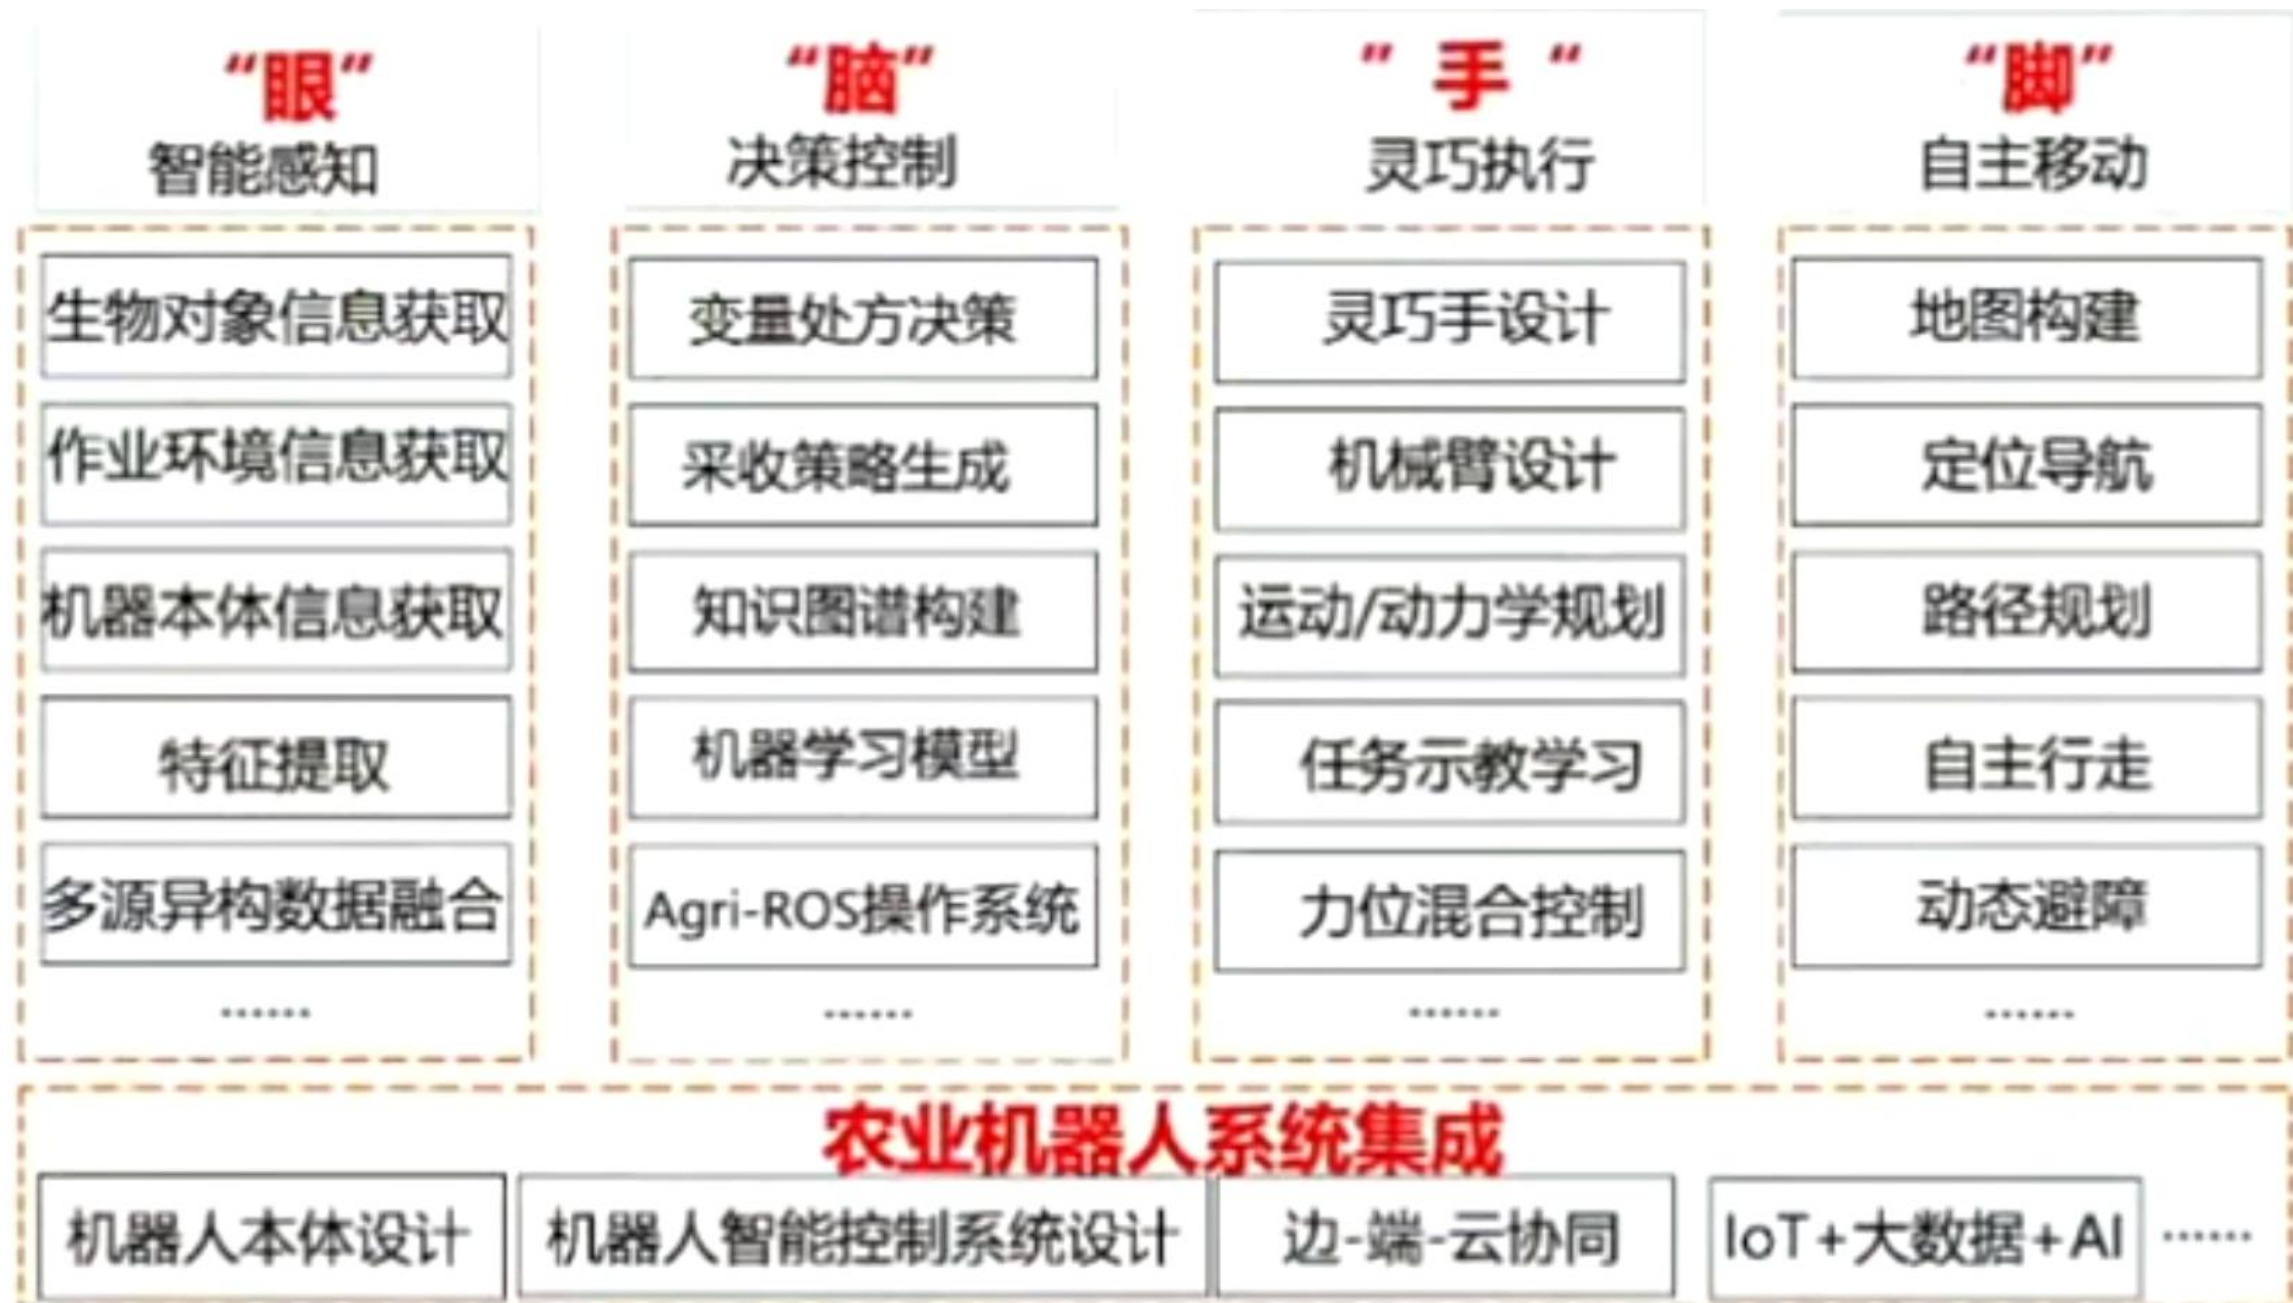 “眼”
智能感知
生物对象信息获取
作业环境信息获取
机器本体信息获取
特征提取
多源异构数据融合
……
“脑”
决策控制
变量处方决策
采收策略生成
知识图谱构建
机器学习模型
Agri-ROS操作系统
……
”手“
灵巧执行
灵巧手设计
机械臂设计
运动/动力学规划
任务示教学习
力位混合控制
……
“脚”
自主移动
地图构建
定位导航
路径规划
自主行走
动态避障
……
农业机器人系统集成
机器人本体设计
机器人智能控制系统设计
边-端-云协同
IoT+大数据+AI
……